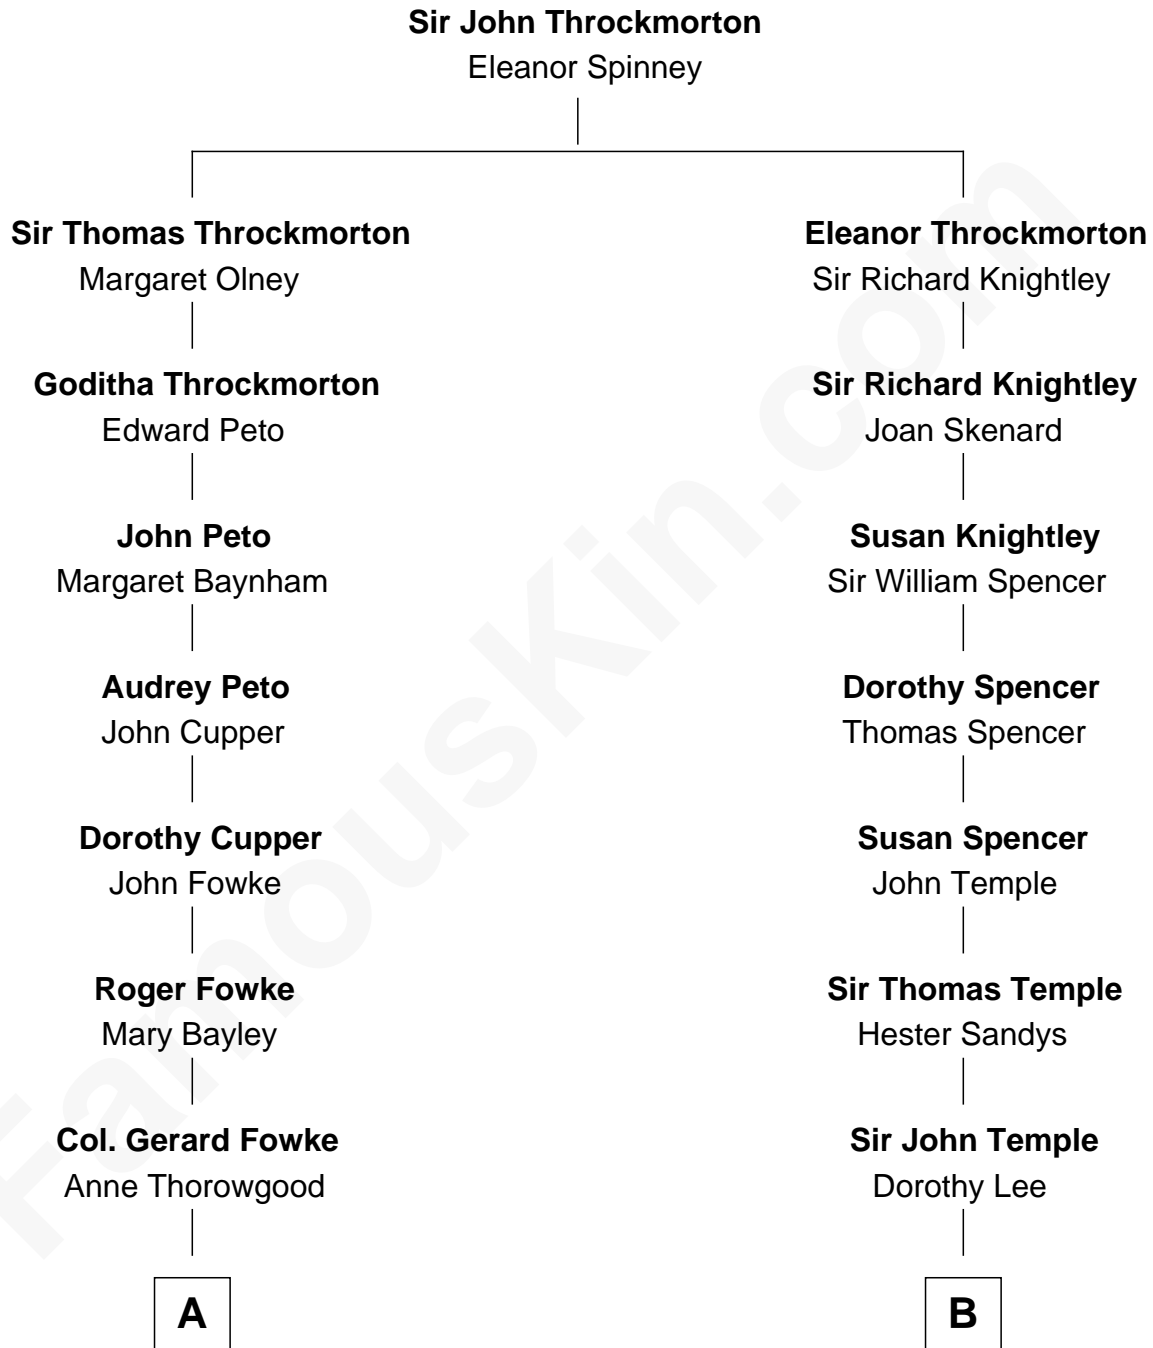 Sir John Throckmorton
Eleanor Spinney
Sir Thomas Throckmorton
Margaret Olney
Eleanor Throckmorton
Sir Richard Knightley
Goditha Throckmorton
Edward Peto
Sir Richard Knightley
Joan Skenard
John Peto
Margaret Baynham
Susan Knightley
Sir William Spencer
Audrey Peto
John Cupper
Dorothy Spencer
Thomas Spencer
Dorothy Cupper
John Fowke
Susan Spencer
John Temple
Roger Fowke
Mary Bayley
Sir Thomas Temple
Hester Sandys
Col. Gerard Fowke
Anne Thorowgood
Sir John Temple
Dorothy Lee
A
B
FamousKin.com